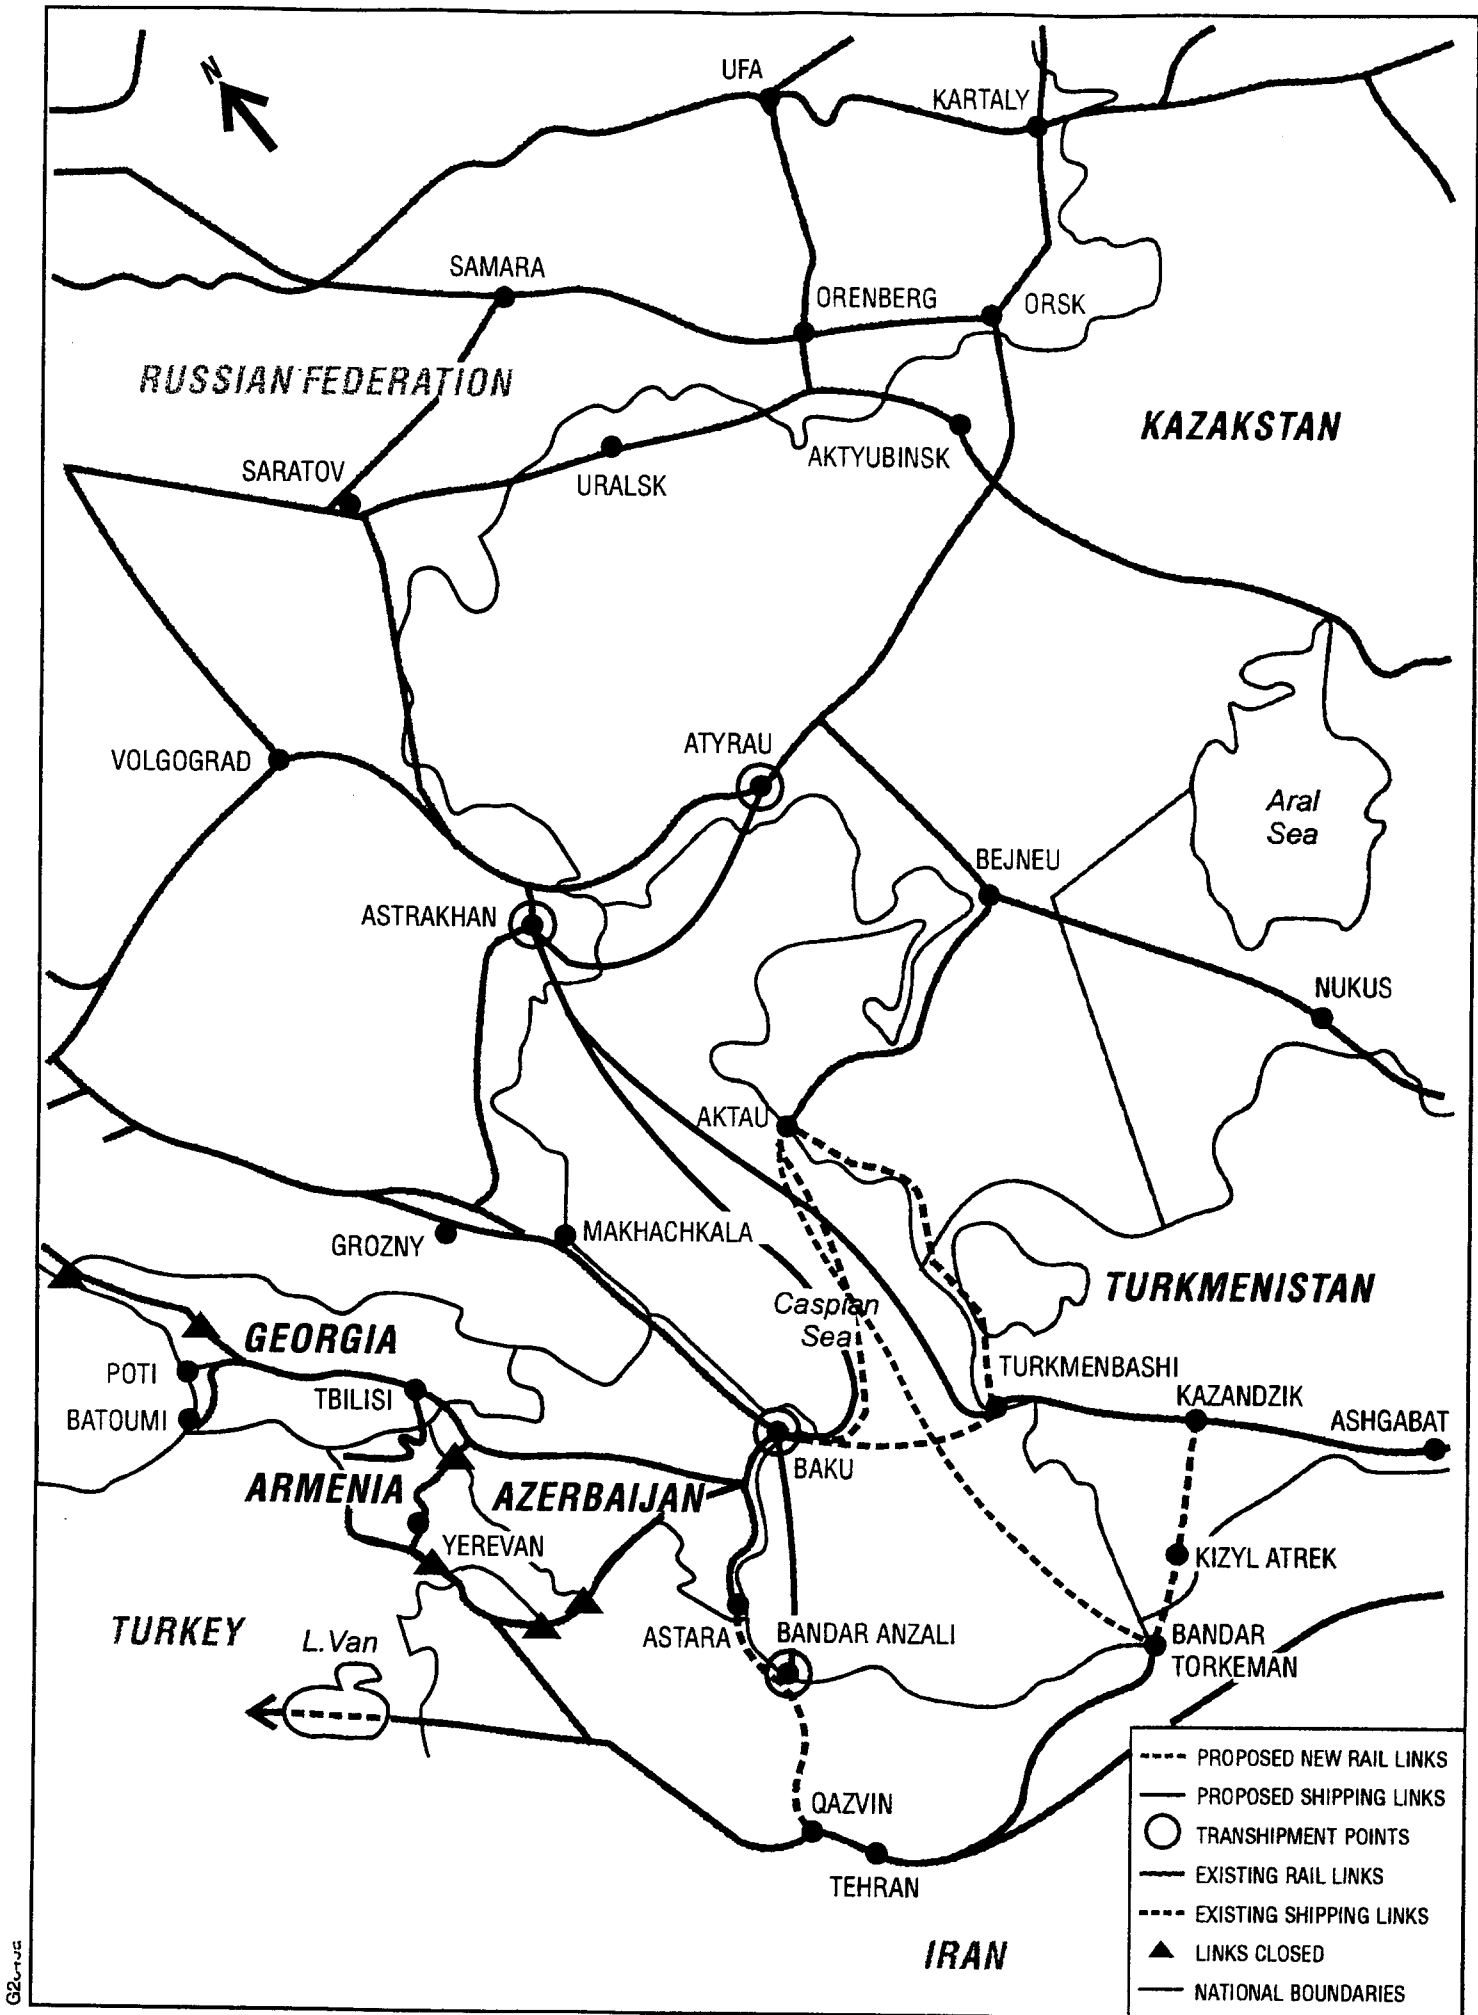 N
UFA
KARTALY
SAMARA
ORENBERG
ORSK
RUSSIAN FEDERATION
KAZAKSTAN
SARATOV
URALSK
AKTYUBINSK
VOLGOGRAD
ATYRAU
Aral
Sea
BEJNEU
ASTRAKHAN
NUKUS
AKTAU
GROZNY
MAKHACHKALA
TURKMENISTAN
Caspian
Sea
GEORGIA
POTI
TBILISI
BATOUMI
TURKMENBASHI
KAZANDZIK
ASHGABAT
BAKU
ARMENIA
AZERBAIJAN
YEREVAN
KIZYL ATREK
TURKEY
L.Van
ASTARA
BANDAR ANZALI
BANDAR
TORKEMAN
QAZVIN
TEHRAN
IRAN
PROPOSED NEW RAIL LINKS
PROPOSED SHIPPING LINKS
TRANSHIPMENT POINTS
EXISTING RAIL LINKS
EXISTING SHIPPING LINKS
LINKS CLOSED
NATIONAL BOUNDARIES